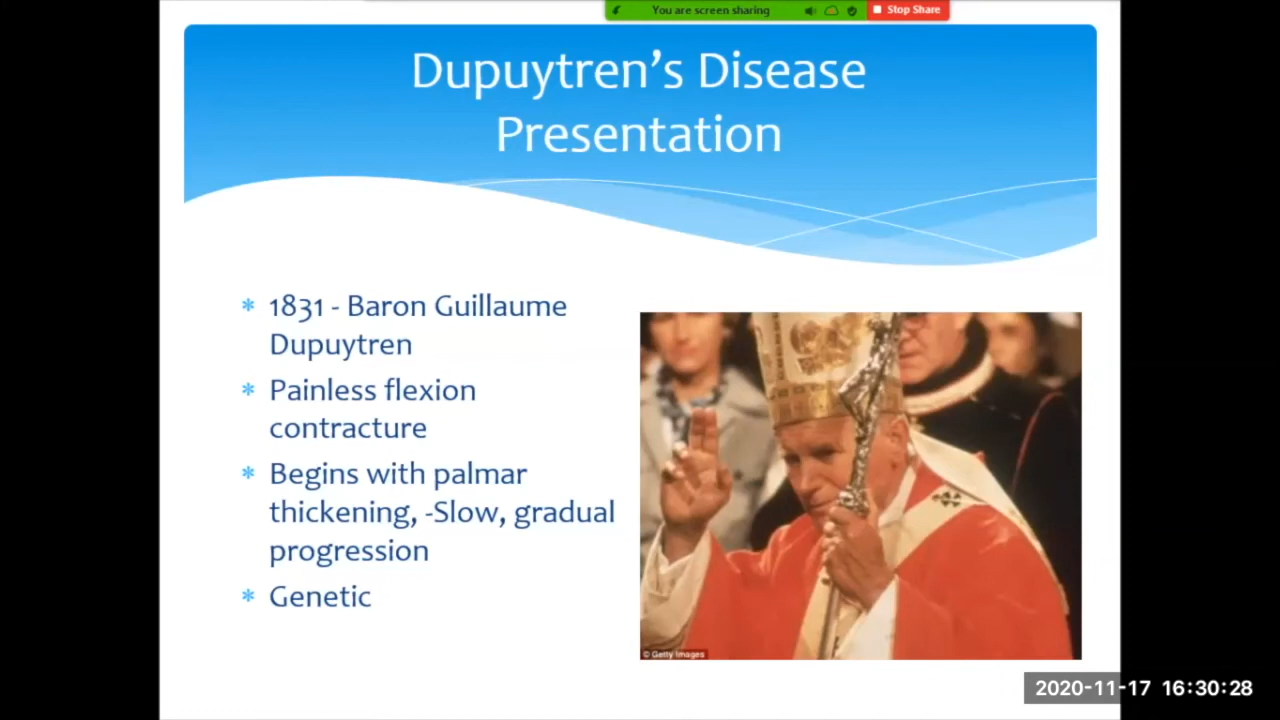 You are screen sharing
Stop Share
Dupuytren's Disease
Presentation
1831 - Baron Guillaume
Dupuytren
Painless flexion
contracture
Begins with palmar
thickening, -Slow, gradual
progression
Genetic
© Getty Images
2020-11-17 16:30:28